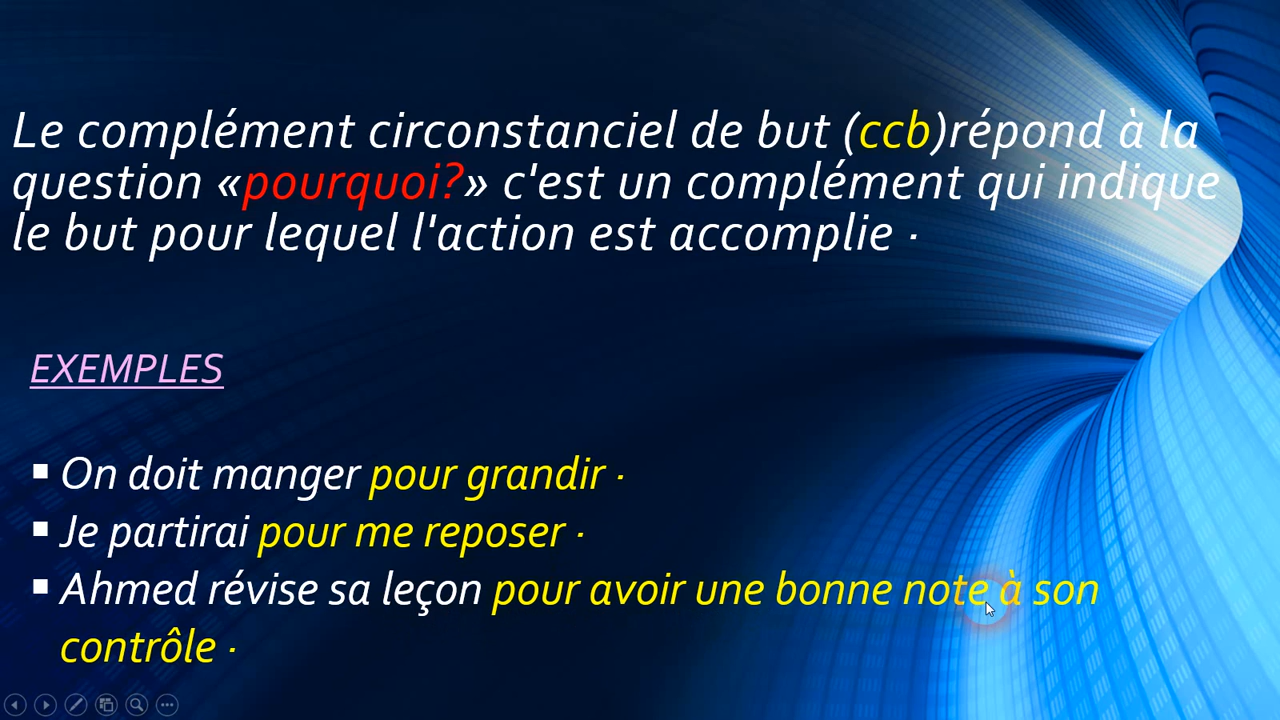 Le complément circonstanciel de but (ccb)répond à la
question «pourquoi?» c'est un complément qui indique
le but pour lequel l'action est accomplie ·
EXEMPLES
▪ On doit manger pour grandir ·
▪ Je partirai pour me reposer ·
▪ Ahmed révise sa leçon pour avoir une bonne note à son
contrôle ·